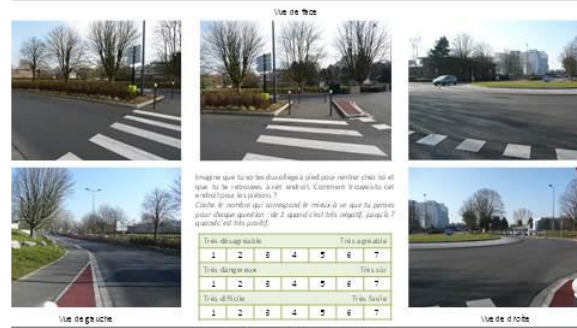 Vue de face
Imagine que tu sortes du collège à pied pour rentrer chez toi et
que tu te retrouves à cet endroit. Comment trouves-tu cet
endroit pour les piétons ?
Coche le nombre qui correspond le mieux à ce que tu penses
pour chaque question : de 1 quand c'est très négatif, jusqu'à 7
quand c'est très positif.
Très désagréable Très agréable
1 2 3 4 5 6 7
Très dangereux Très sûr
1 2 3 4 5 6 7
Très difficile Très facile
1 2 3 4 5 6 7
Vue de gauche
Vue de droite